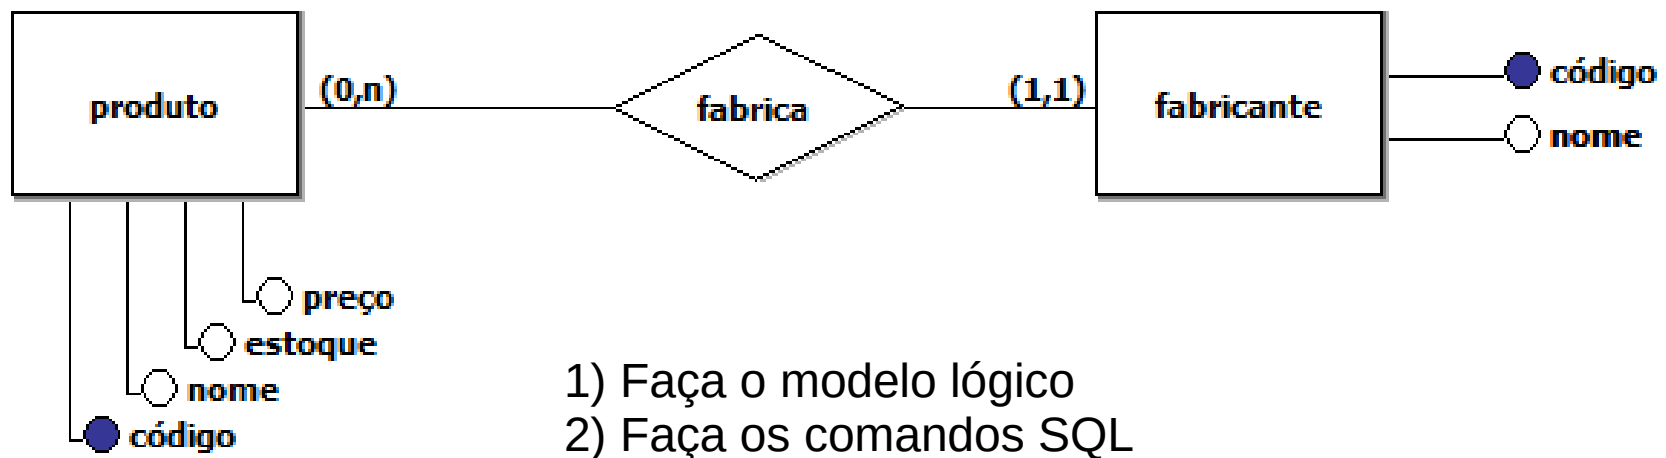 produto
(0,n)
fabrica
(1,1)
fabricante
código
nome
preço
estoque
nome
código
1) Faça o modelo lógico
2) Faça os comandos SQL